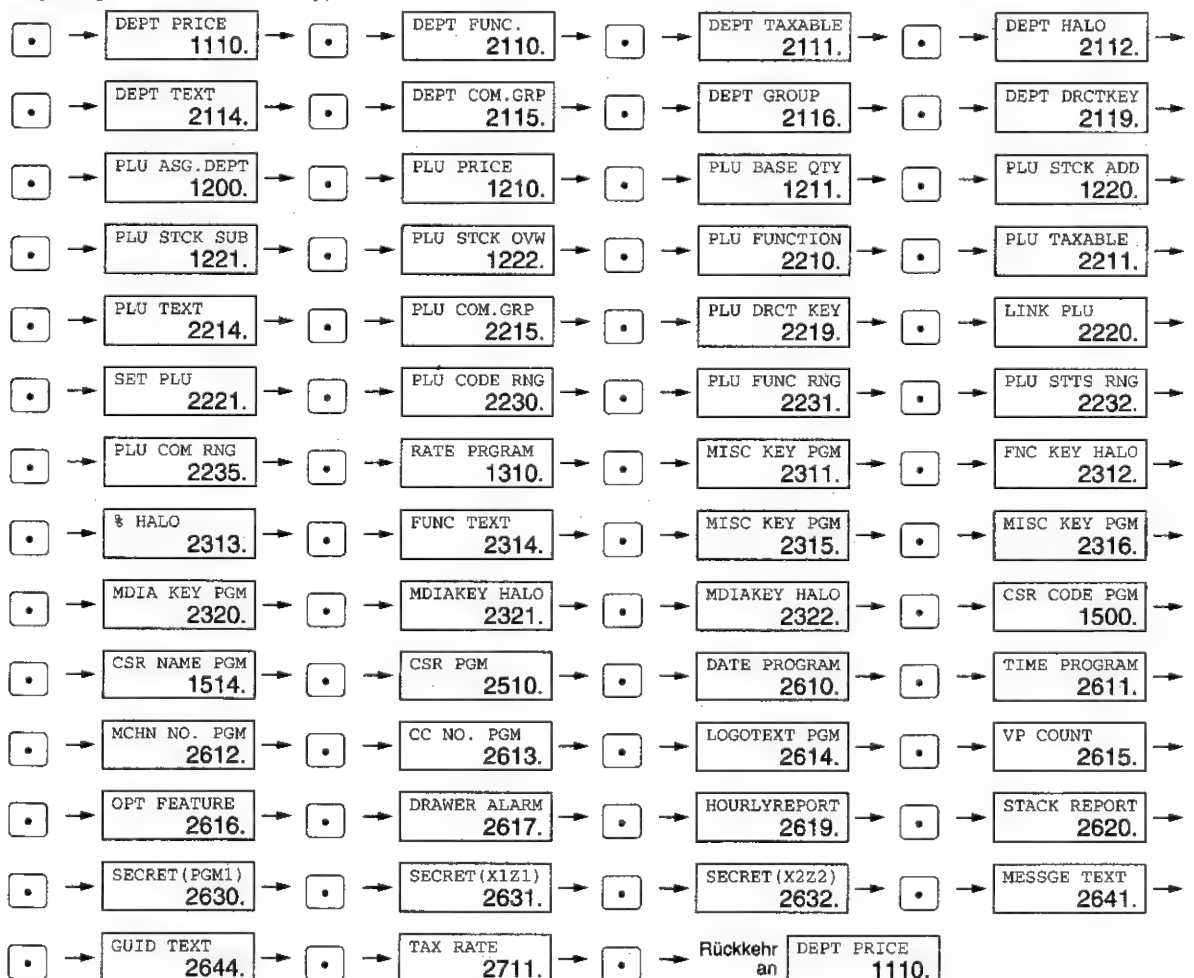 DEPT PRICE
1110.
DEPT FUNC.
2110.
DEPT TAXABLE
2111.
DEPT HALO
2112.
DEPT TEXT
2114.
DEPT COM.GRP
2115.
DEPT GROUP
2116.
DEPT DRCTKEY
2119.
PLU ASG.DEPT
1200.
PLU PRICE
1210.
PLU BASE QTY
1211.
PLU STCK ADD
1220.
PLU STCK SUB
1221.
PLU STCK OVW
1222.
PLU FUNCTION
2210.
PLU TAXABLE
2211.
PLU TEXT
2214.
PLU COM.GRP
2215.
PLU DRCT KEY
2219.
LINK PLU
2220.
SET PLU
2221.
PLU CODE RNG
2230.
PLU FUNC RNG
2231.
PLU STTS RNG
2232.
PLU COM RNG
2235.
RATE PRGRAM
1310.
MISC KEY PGM
2311.
FNC KEY HALO
2312.
% HALO
2313.
FUNC TEXT
2314.
MISC KEY PGM
2315.
MISC KEY PGM
2316.
MDIA KEY PGM
2320.
MDIAKEY HALO
2321.
MDIAKEY HALO
2322.
CSR CODE PGM
1500.
CSR NAME PGM
1514.
CSR PGM
2510.
DATE PROGRAM
2610.
TIME PROGRAM
2611.
MCHN NO. PGM
2612.
CC NO. PGM
2613.
LOGOTEXT PGM
2614.
VP COUNT
2615.
OPT FEATURE
2616.
DRAWER ALARM
2617.
HOURLYREPORT
2619.
STACK REPORT
2620.
SECRET(PGM1)
2630.
SECRET(X1Z1)
2631.
SECRET(X2Z2)
2632.
MESSGE TEXT
2641.
GUID TEXT
2644.
TAX RATE
2711.
Rückkehr
an
DEPT PRICE
1110.